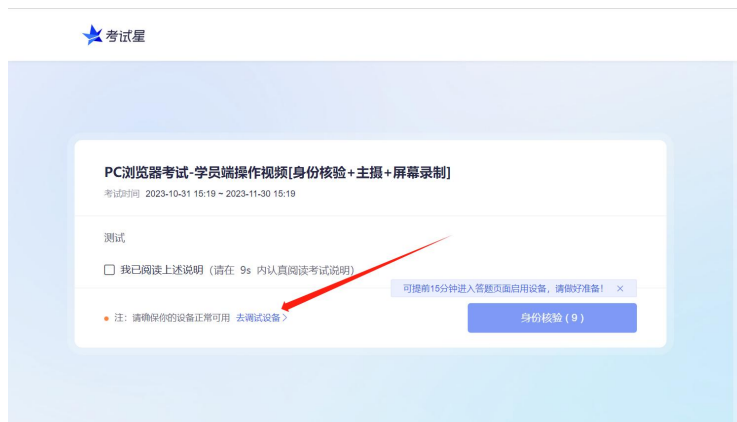 考试星
PC浏览器考试-学员端操作视频[身份核验+主摄+屏幕录制]
考试时间 2023-10-31 15:19 ~ 2023-11-30 15:19
测试
我已阅读上述说明（请在 9s 内认真阅读考试说明）
可提前15分钟进入答题页面启用设备，请做好准备！ ×
注：请确保你的设备正常可用 去调试设备 >
身份核验 ( 9 )